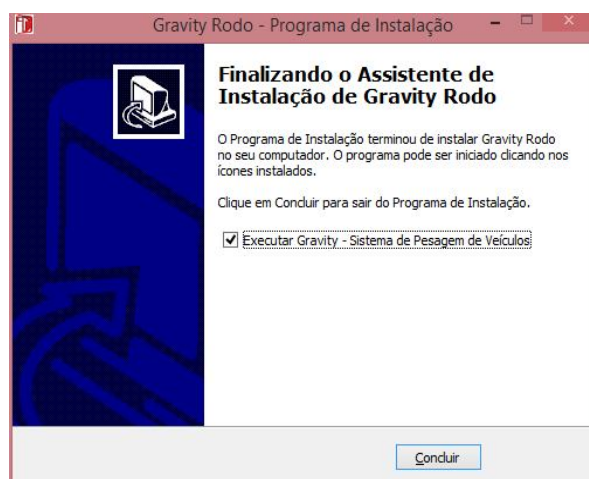 Gravity Rodo - Programa de Instalação
Finalizando o Assistente de
Instalação de Gravity Rodo
O Programa de Instalação terminou de instalar Gravity Rodo
no seu computador. O programa pode ser iniciado clicando nos
ícones instalados.
Clique em Concluir para sair do Programa de Instalação.
Executar Gravity - Sistema de Pesagem de Veículos
Concluir